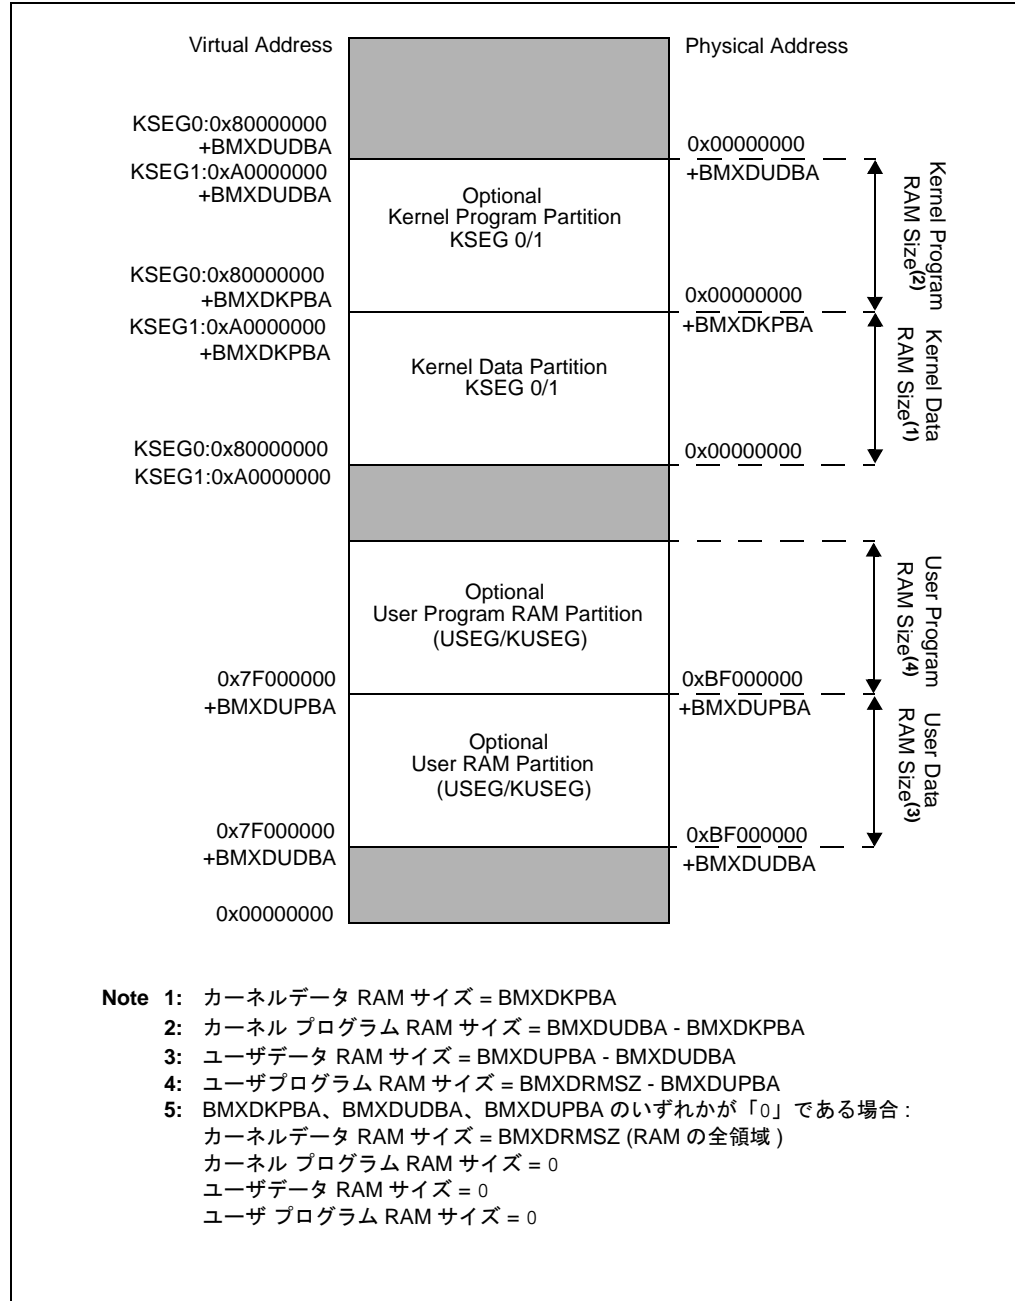 Virtual Address
Physical Address
KSEG0:0x80000000
+BMXDUDBA
KSEG1:0xA0000000
+BMXDUDBA
0x00000000
+BMXDUDBA
Optional
Kernel Program Partition
KSEG 0/1
Kernel Program
RAM Size(2)
KSEG0:0x80000000
+BMXDKPBA
KSEG1:0xA0000000
+BMXDKPBA
0x00000000
+BMXDKPBA
Kernel Data Partition
KSEG 0/1
Kernel Data
RAM Size(1)
KSEG0:0x80000000
KSEG1:0xA0000000
0x00000000
Optional
User Program RAM Partition
(USEG/KUSEG)
User Program
RAM Size(4)
0x7F000000
+BMXDUPBA
0xBF000000
+BMXDUPBA
Optional
User RAM Partition
(USEG/KUSEG)
User Data
RAM Size(3)
0x7F000000
+BMXDUDBA
0xBF000000
+BMXDUDBA
0x00000000
Note 1: カーネルデータ RAM サイズ = BMXDKPBA
2: カーネル プログラム RAM サイズ = BMXDUDBA - BMXDKPBA
3: ユーザデータ RAM サイズ = BMXDUPBA - BMXDUDBA
4: ユーザプログラム RAM サイズ = BMXDRMSZ - BMXDUPBA
5: BMXDKPBA、BMXDUDBA、BMXDUPBA のいずれかが「0」である場合 :
カーネルデータ RAM サイズ = BMXDRMSZ (RAM の全領域 )
カーネル プログラム RAM サイズ = 0
ユーザデータ RAM サイズ = 0
ユーザ プログラム RAM サイズ = 0